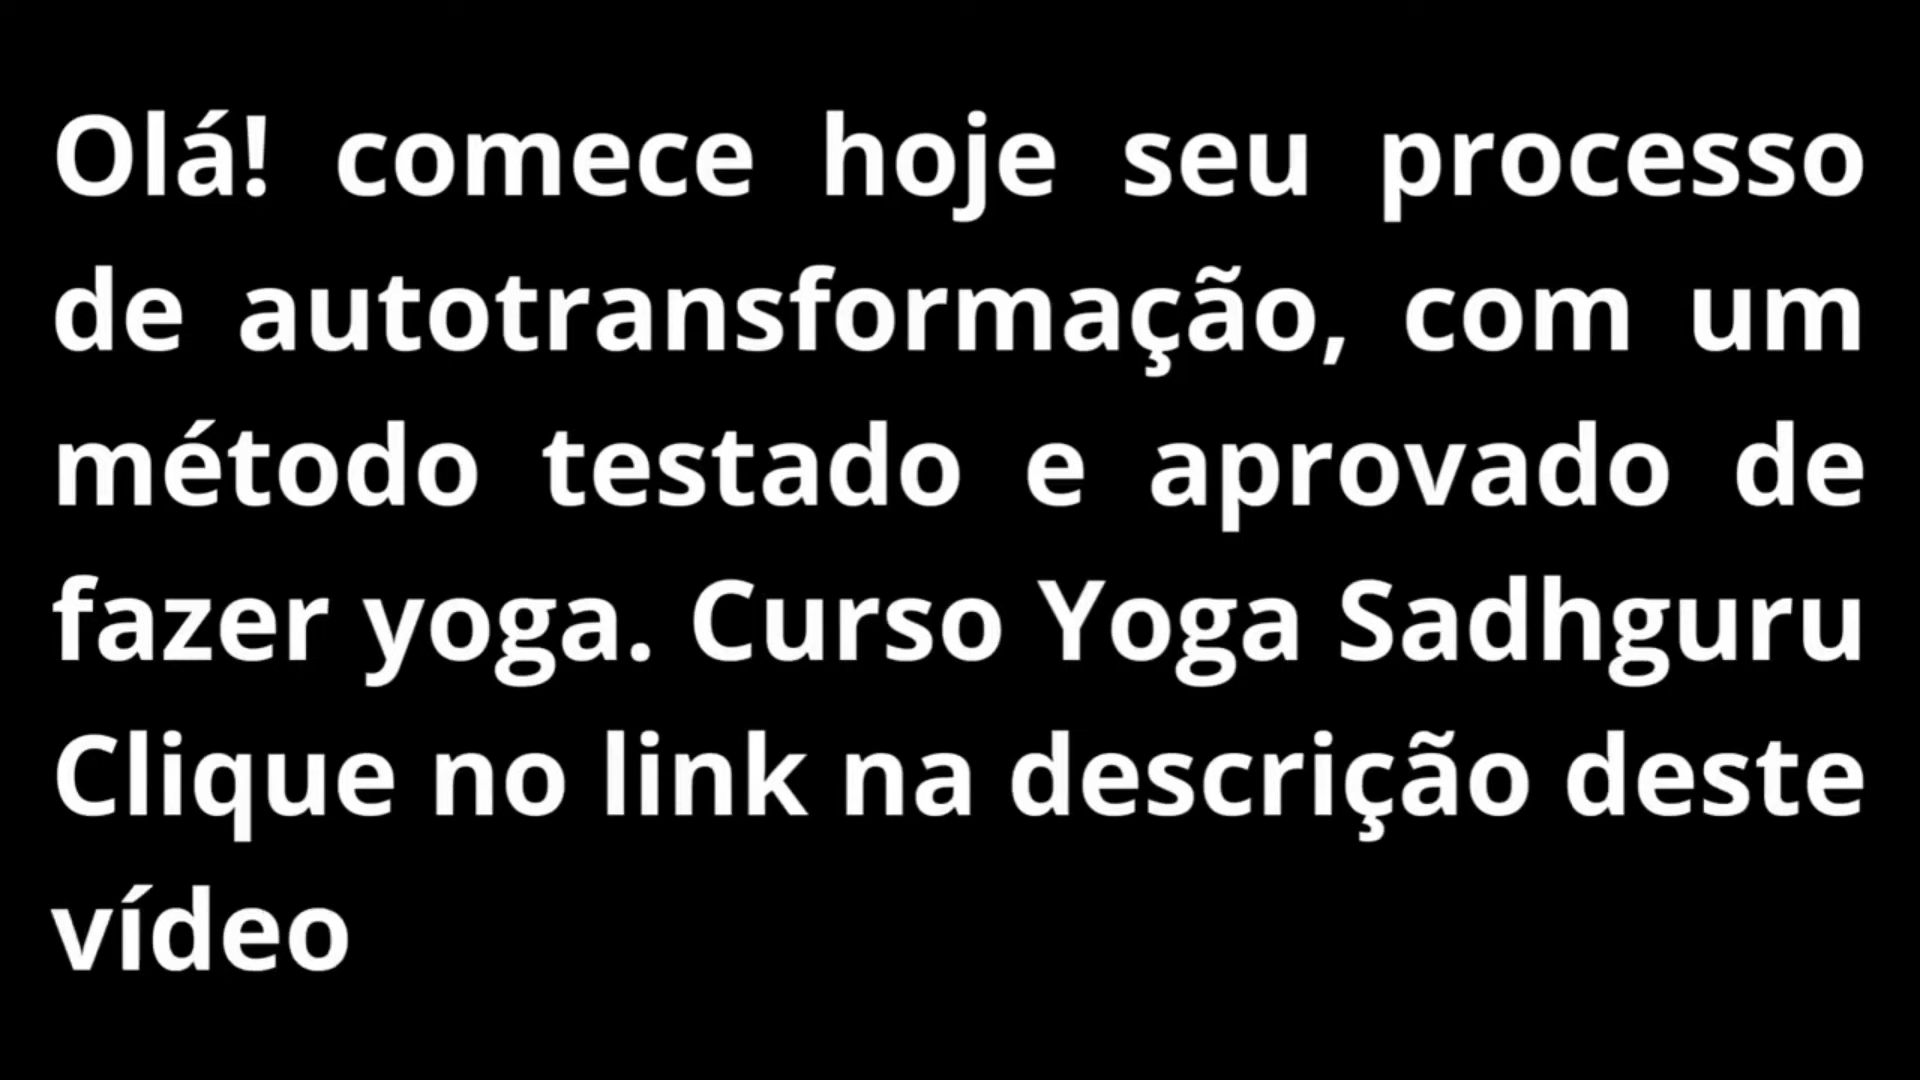 Olá! comece hoje seu processo
de autotransformação, com um
método testado e aprovado de
fazer yoga. Curso Yoga Sadhguru
Clique no link na descrição deste
vídeo